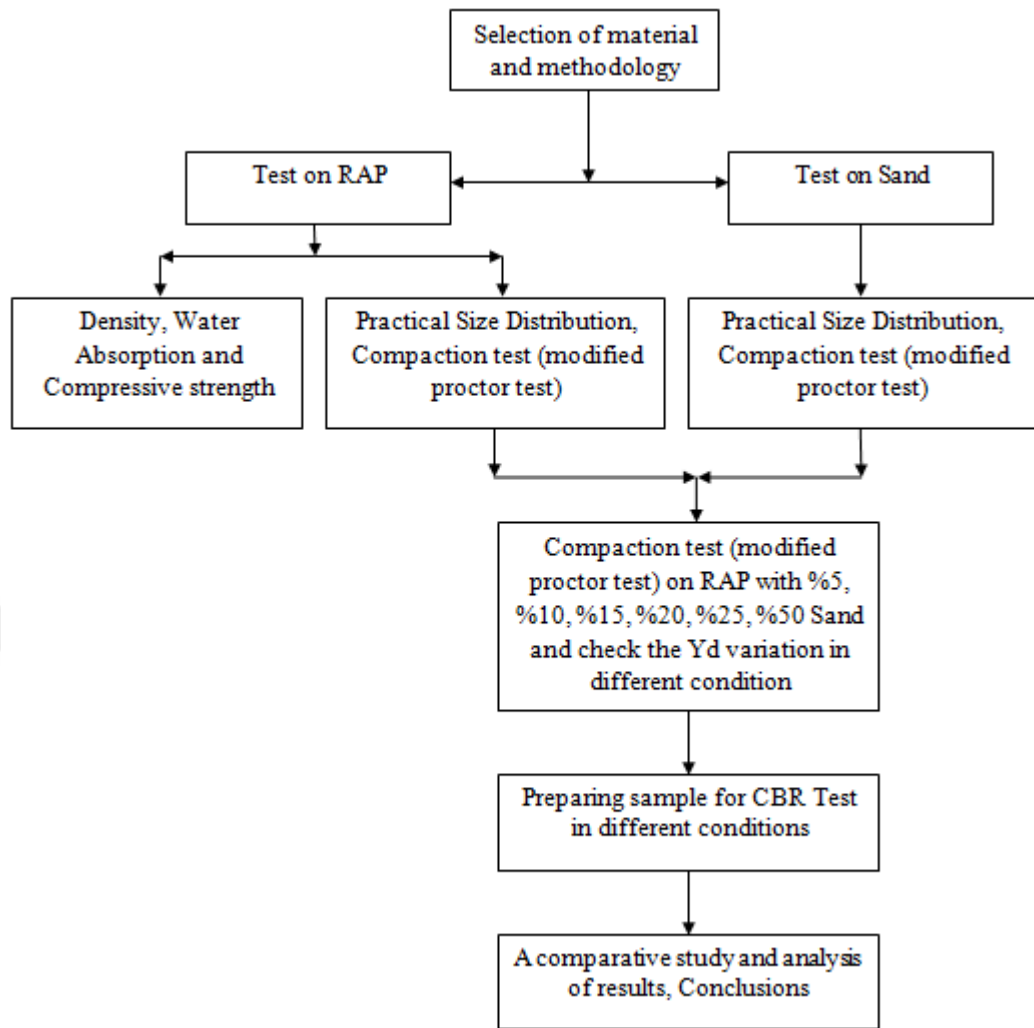 Selection of material
and methodology
Test on RAP
Test on Sand
Density, Water
Absorption and
Compressive strength
Practical Size Distribution,
Compaction test (modified
proctor test)
Practical Size Distribution,
Compaction test (modified
proctor test)
Compaction test (modified
proctor test) on RAP with %5,
%10, %15, %20, %25, %50 Sand
and check the Yd variation in
different condition
Preparing sample for CBR Test
in different conditions
A comparative study and analysis
of results, Conclusions